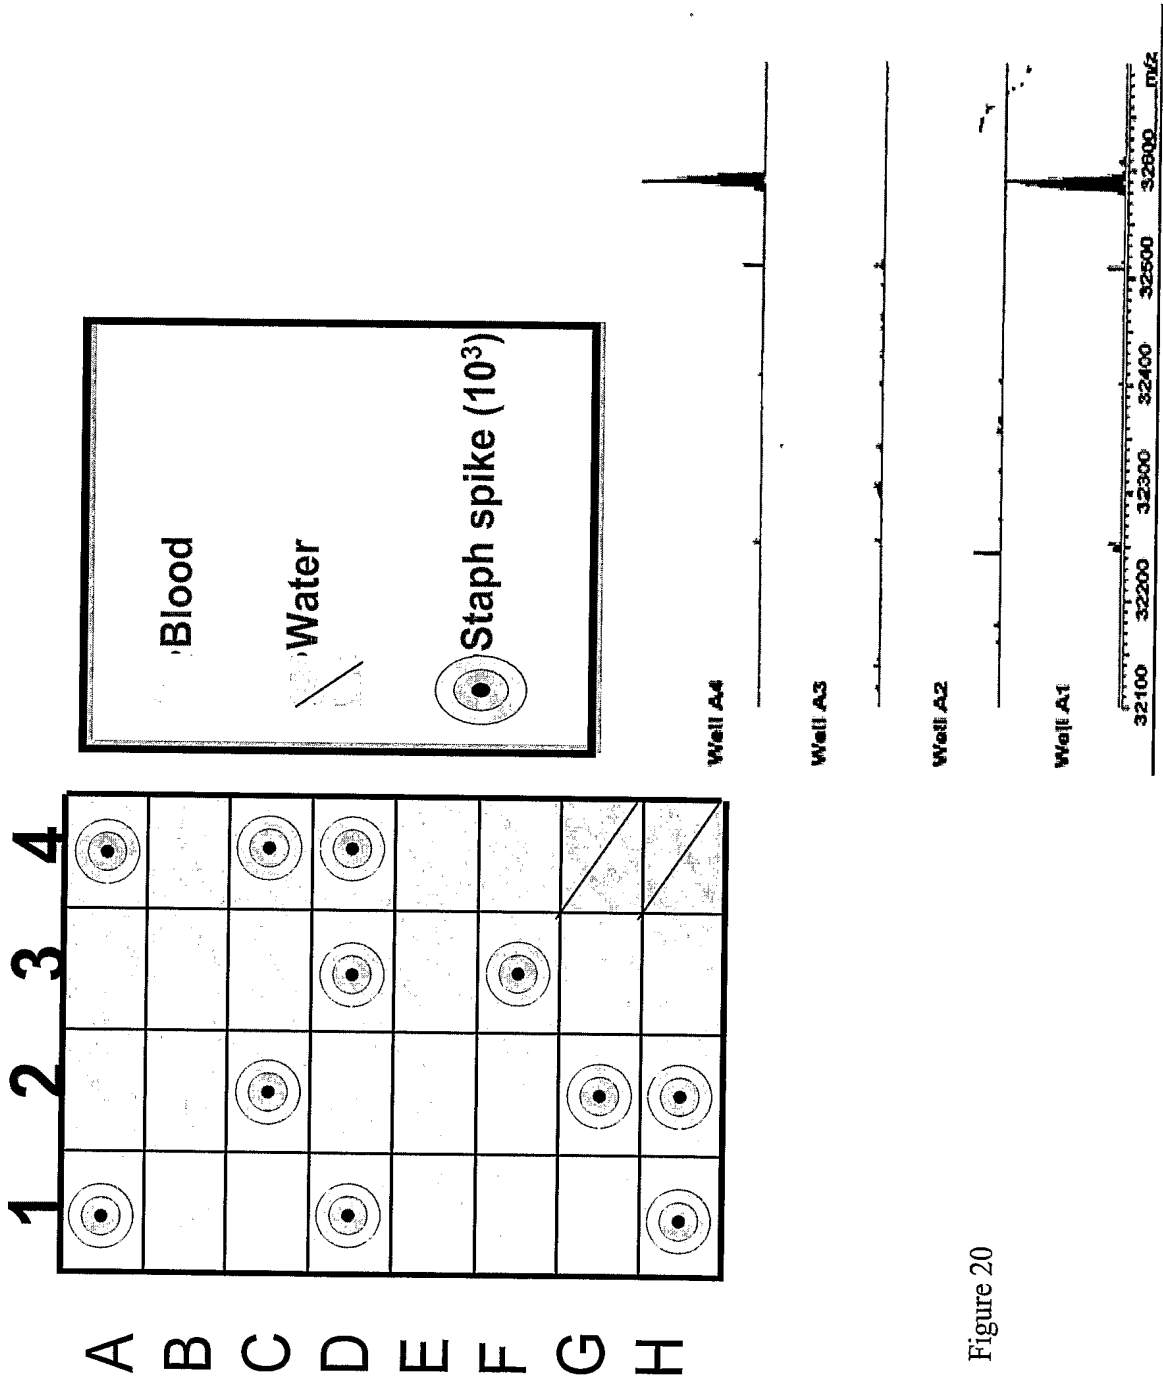 1 2 3 4
A
B
C
D
E
F
G
H
Blood
Water
Staph spike (10³)
Well A4
Well A3
Well A2
Well A1
32100 32200 32300 32400 32500 32600 m/z
Figure 20